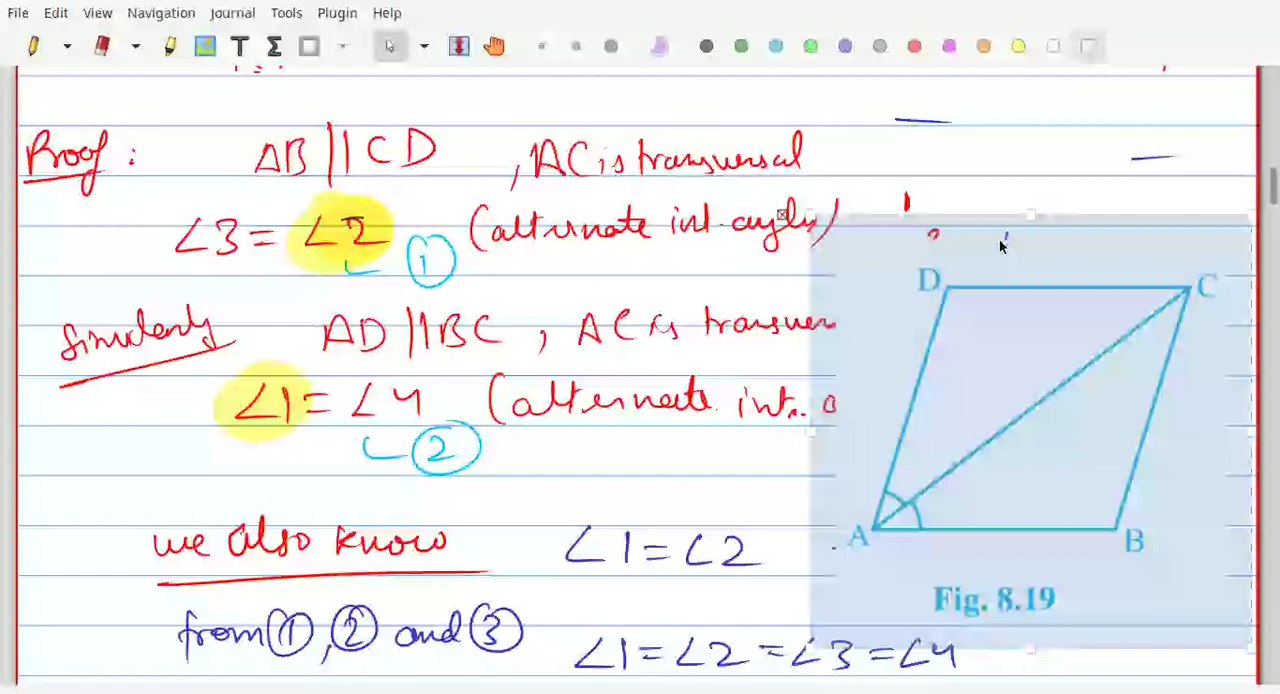 File Edit View Navigation Journal Tools Plugin Help
Proof : AB || CD , AC is transversal
∠3 = ∠2 (alternate int. angles)
①
Similarly AD || BC , AC is
∠1 = ∠4 (alternate int.
②
we also know ∠1 = ∠2
from ①, ② and ③
∠1 = ∠2 = ∠3 = ∠4
D C
A B
Fig. 8.19